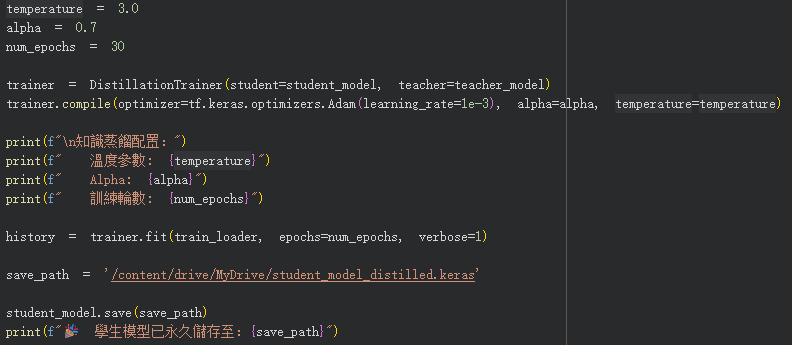 temperature = 3.0
alpha = 0.7
num_epochs = 30
trainer = DistillationTrainer(student=student_model, teacher=teacher_model)
trainer.compile(optimizer=tf.keras.optimizers.Adam(learning_rate=1e-3), alpha=alpha, temperature=temperature)
print(f"\n知識蒸餾配置：")
print(f"   溫度參數: {temperature}")
print(f"   Alpha: {alpha}")
print(f"   訓練輪數: {num_epochs}")
history = trainer.fit(train_loader, epochs=num_epochs, verbose=1)
save_path = '/content/drive/MyDrive/student_model_distilled.keras'
student_model.save(save_path)
print(f"🎉 學生模型已永久儲存至: {save_path}")